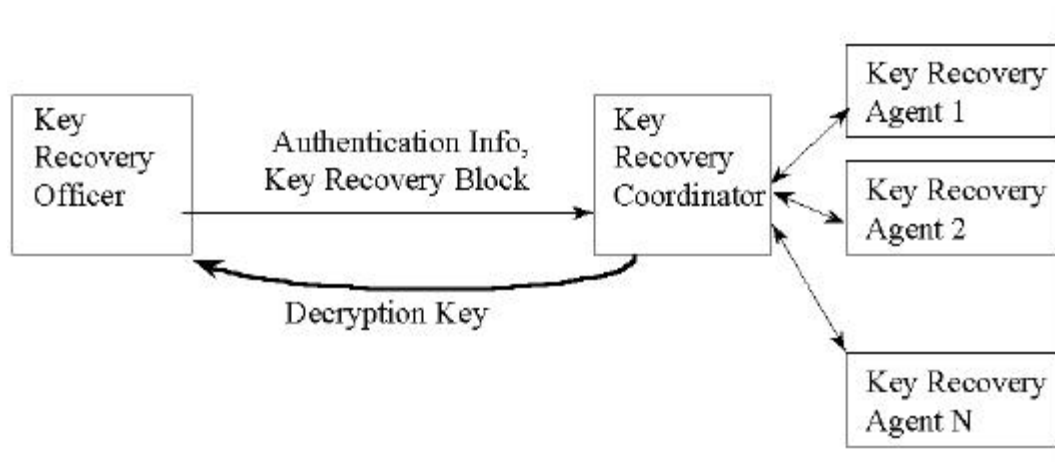 Key
Recovery
Officer
Authentication Info,
Key Recovery Block
Decryption Key
Key
Recovery
Coordinator
Key Recovery
Agent 1
Key Recovery
Agent 2
Key Recovery
Agent N